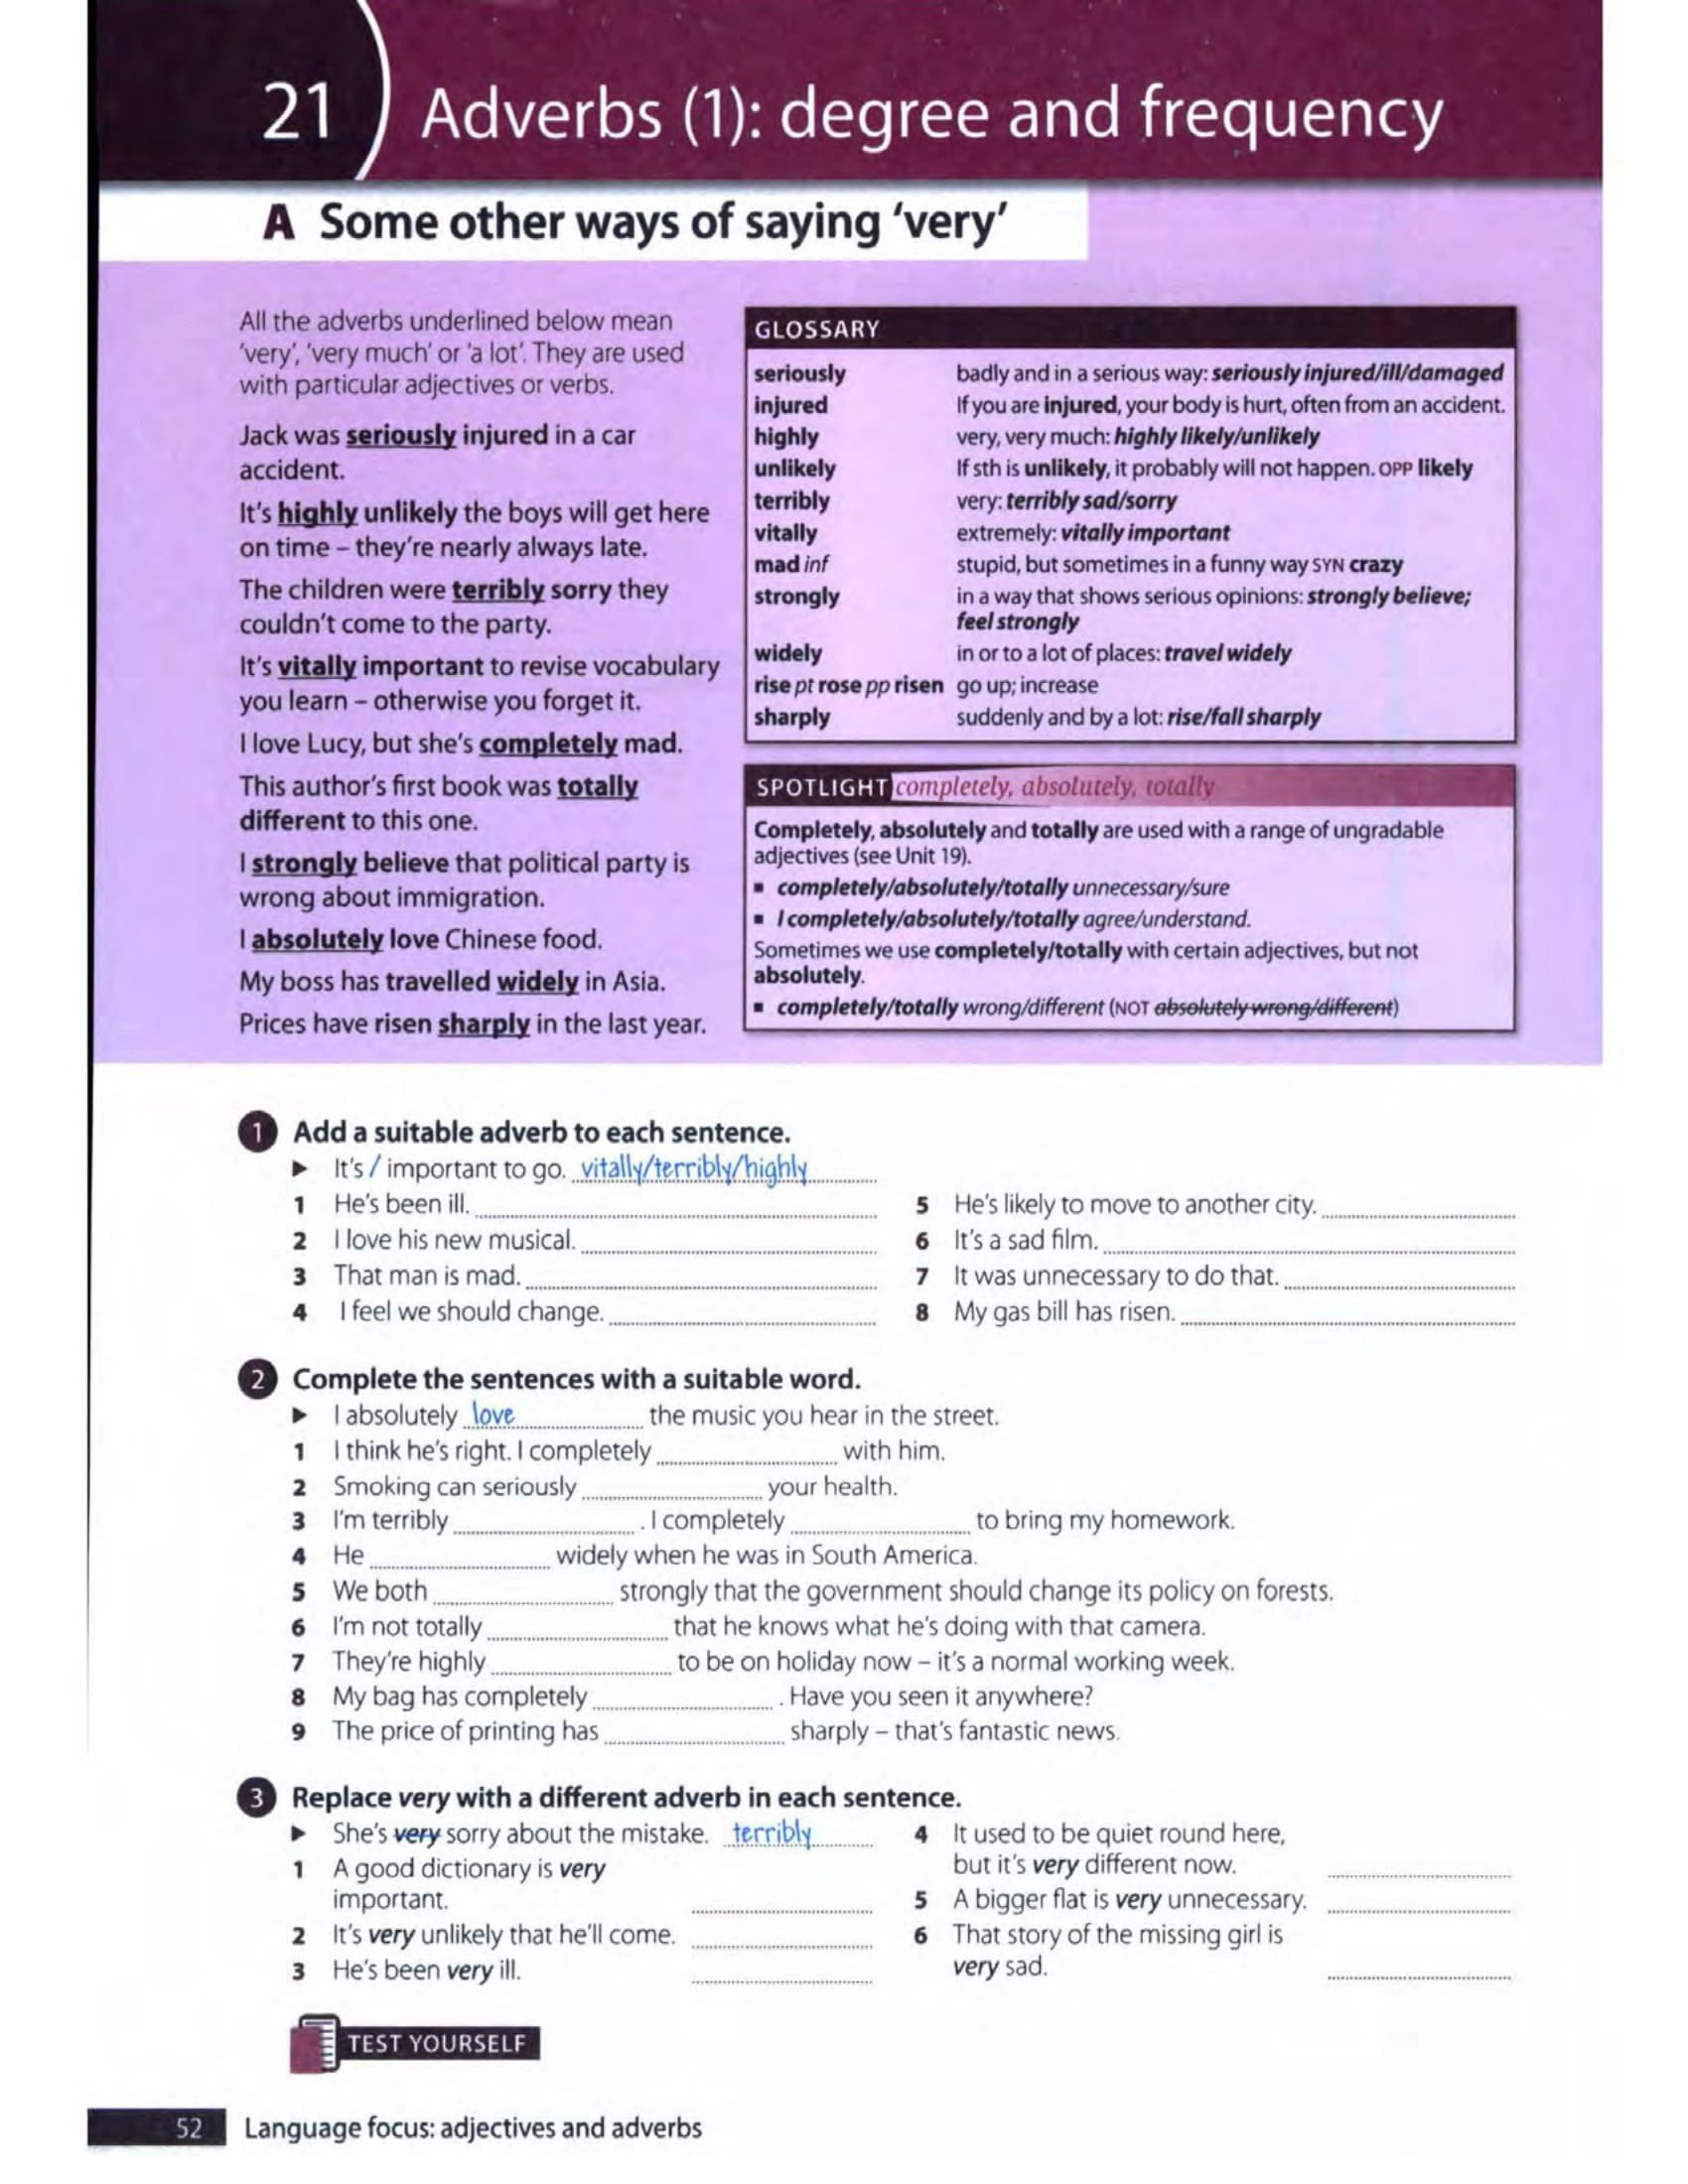 21 Adverbs (1): degree and frequency
A Some other ways of saying ‘very’
All the adverbs underlined below mean
‘very’, ‘very much’ or ‘a lot’. They are used
with particular adjectives or verbs.
Jack was seriously injured in a car
accident.
It's highly unlikely the boys will get here
on time – they're nearly always late.
The children were terribly sorry they
couldn't come to the party.
It's vitally important to revise vocabulary
you learn – otherwise you forget it.
I love Lucy, but she's completely mad.
This author's first book was totally
different to this one.
I strongly believe that political party is
wrong about immigration.
I absolutely love Chinese food.
My boss has travelled widely in Asia.
Prices have risen sharply in the last year.
GLOSSARY
seriously badly and in a serious way: seriously injured/ill/damaged
injured If you are injured, your body is hurt, often from an accident.
highly very, very much: highly likely/unlikely
unlikely If sth is unlikely, it probably will not happen. OPP likely
terribly very: terribly sad/sorry
vitally extremely: vitally important
mad inf stupid, but sometimes in a funny way SYN crazy
strongly in a way that shows serious opinions: strongly believe;
feel strongly
widely in or to a lot of places: travel widely
rise pt rose pp risen go up; increase
sharply suddenly and by a lot: rise/fall sharply
SPOTLIGHT completely, absolutely, totally
Completely, absolutely and totally are used with a range of ungradable
adjectives (see Unit 19).
▪ completely/absolutely/totally unnecessary/sure
▪ I completely/absolutely/totally agree/understand.
Sometimes we use completely/totally with certain adjectives, but not
absolutely.
▪ completely/totally wrong/different (NOT absolutely wrong/different)
1 Add a suitable adverb to each sentence.
► It's / important to go. vitally/terribly/highly
1 He's been ill.
2 I love his new musical.
3 That man is mad.
4 I feel we should change.
5 He's likely to move to another city.
6 It's a sad film.
7 It was unnecessary to do that.
8 My gas bill has risen.
2 Complete the sentences with a suitable word.
► I absolutely love the music you hear in the street.
1 I think he's right. I completely with him.
2 Smoking can seriously your health.
3 I'm terribly . I completely to bring my homework.
4 He widely when he was in South America.
5 We both strongly that the government should change its policy on forests.
6 I'm not totally that he knows what he's doing with that camera.
7 They're highly to be on holiday now – it's a normal working week.
8 My bag has completely . Have you seen it anywhere?
9 The price of printing has sharply – that's fantastic news.
3 Replace very with a different adverb in each sentence.
► She's very sorry about the mistake. terribly
1 A good dictionary is very
important.
2 It's very unlikely that he'll come.
3 He's been very ill.
4 It used to be quiet round here,
but it's very different now.
5 A bigger flat is very unnecessary.
6 That story of the missing girl is
very sad.
TEST YOURSELF
52 Language focus: adjectives and adverbs